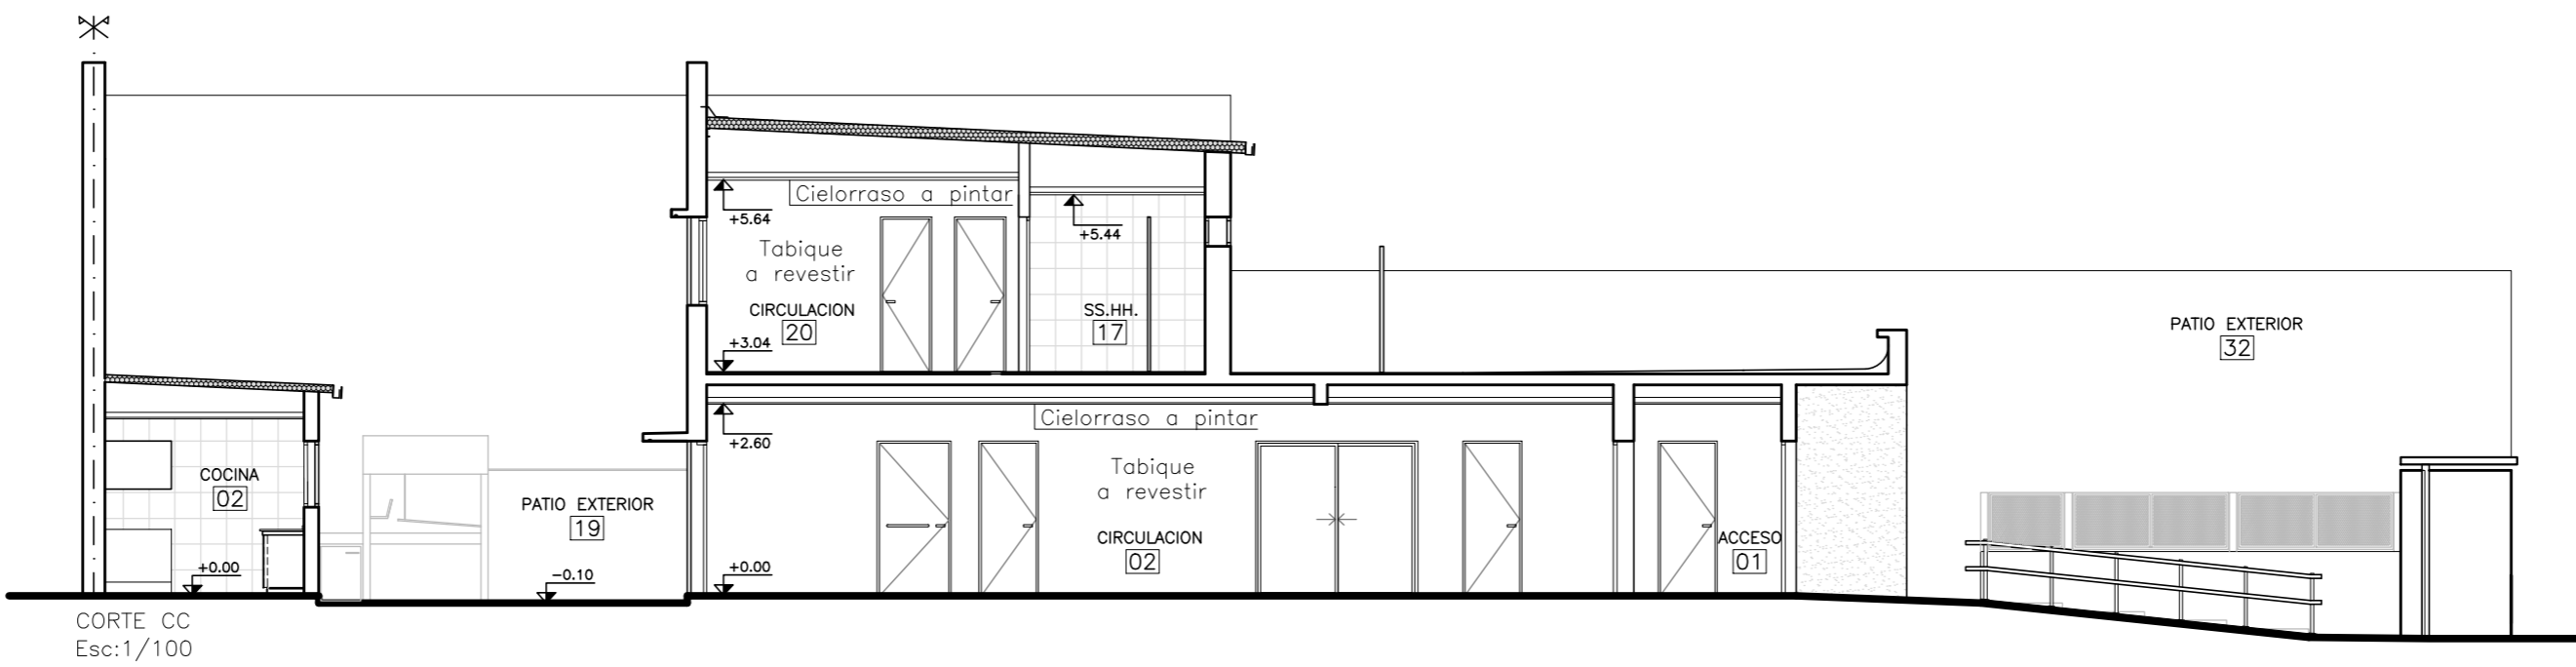 Cielorraso a pintar
+5.64
+5.44
Tabique
a revestir
CIRCULACION
20
SS.HH.
17
+3.04
PATIO EXTERIOR
32
Cielorraso a pintar
+2.60
COCINA
02
PATIO EXTERIOR
19
Tabique
a revestir
CIRCULACION
02
ACCESO
01
+0.00
-0.10
+0.00
CORTE CC
Esc:1/100